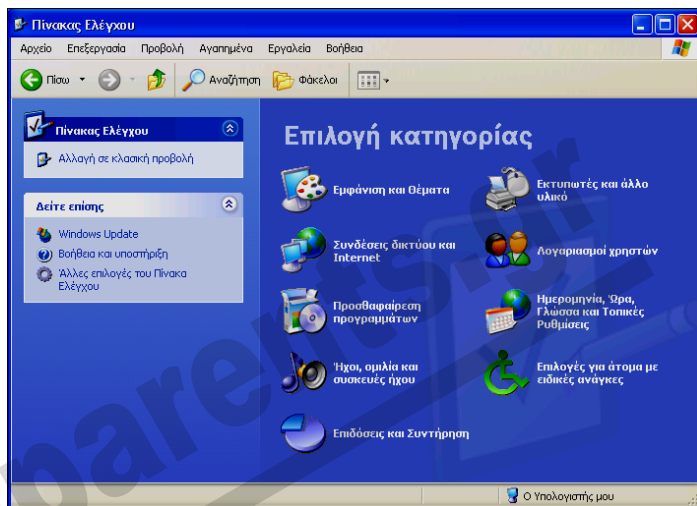 Πίνακας Ελέγχου
Αρχείο Επεξεργασία Προβολή Αγαπημένα Εργαλεία Βοήθεια
Πίσω Αναζήτηση Φάκελοι
Πίνακας Ελέγχου
Αλλαγή σε κλασική προβολή
Δείτε επίσης
Windows Update
Βοήθεια και υποστήριξη
Άλλες επιλογές του Πίνακα
Ελέγχου
Επιλογή κατηγορίας
Εμφάνιση και Θέματα
Εκτυπωτές και άλλο
υλικό
Συνδέσεις δικτύου και
Internet
Λογαριασμοί χρηστών
Προσθαφαίρεση
προγραμμάτων
Ημερομηνία, Ώρα,
Γλώσσα και Τοπικές
Ρυθμίσεις
Ήχοι, ομιλία και
συσκευές ήχου
Επιλογές για άτομα με
ειδικές ανάγκες
Επιδόσεις και Συντήρηση
Ο Υπολογιστής μου
parents.gr